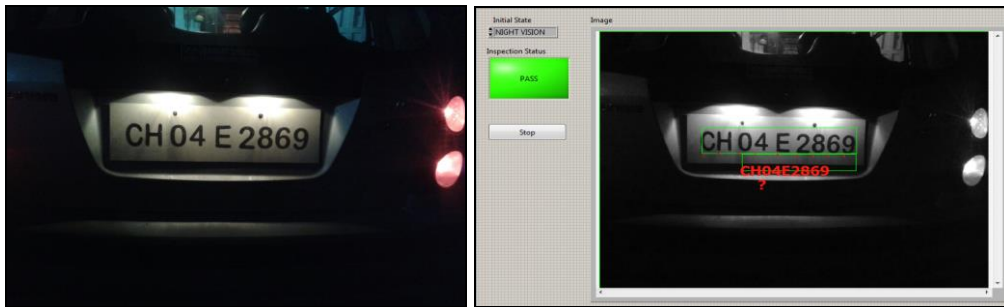 CH 04 E 2869
Initial State
NIGHT VISION
Inspection Status
PASS
Stop
Image
CH 04 E 2869
CH04E2869
?